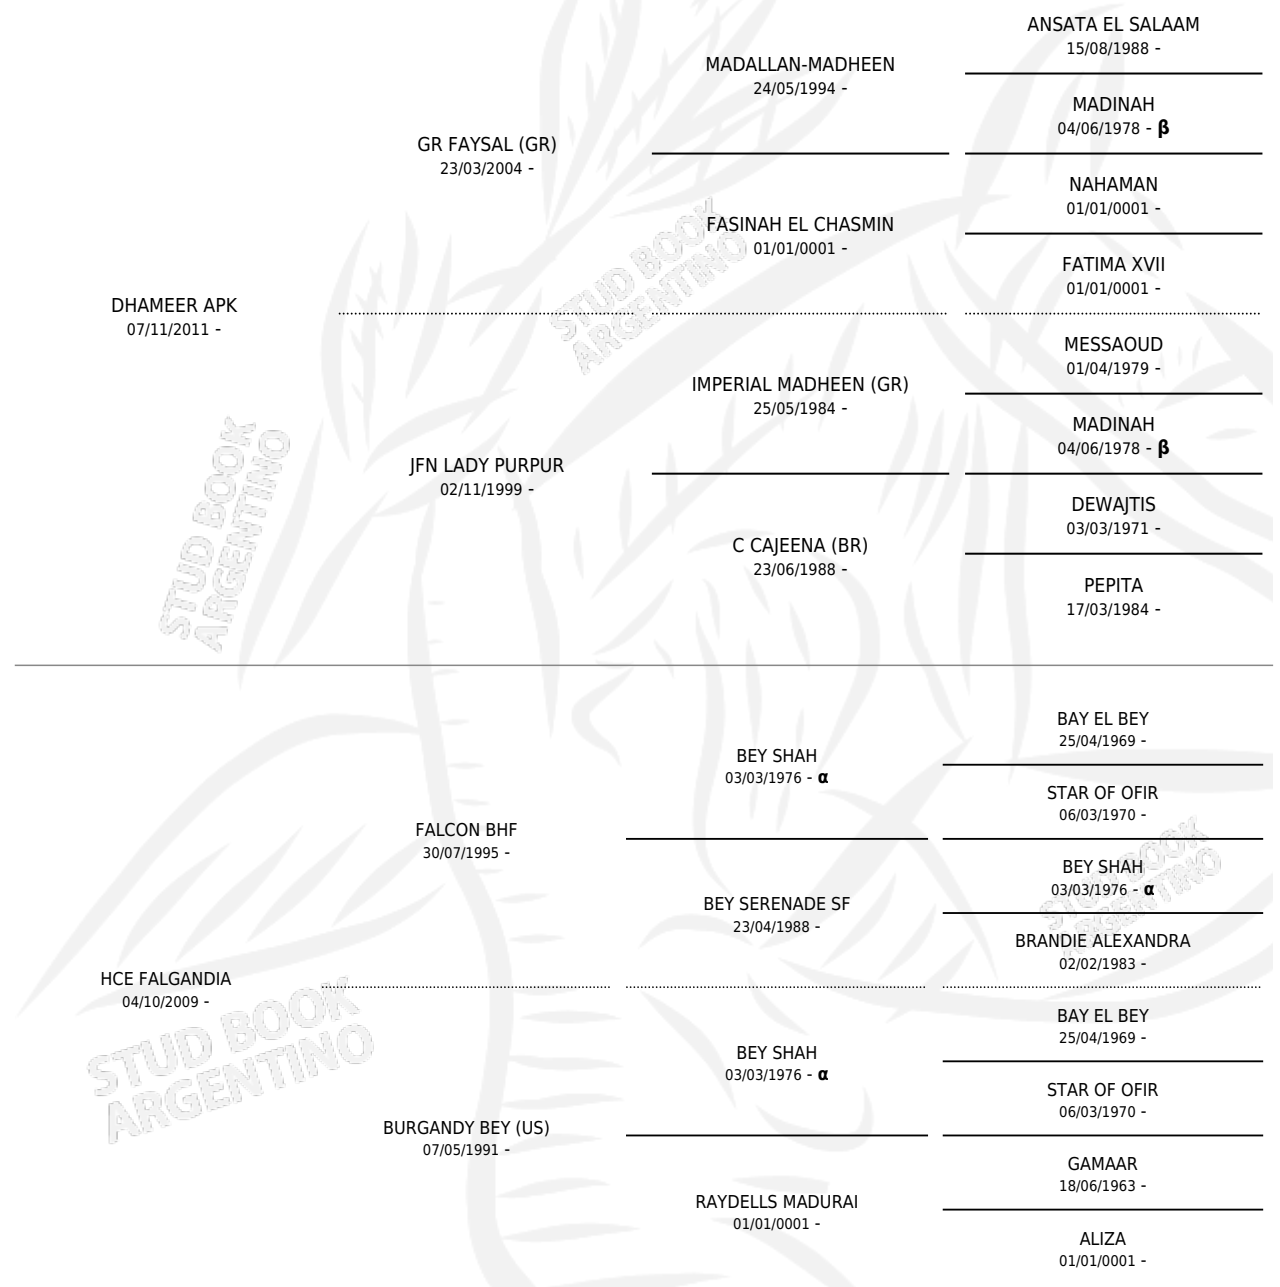 ANSATA EL SALAAM
15/08/1988 -
MADALLAN-MADHEEN
24/05/1994 -
MADINAH
04/06/1978 - β
GR FAYSAL (GR)
23/03/2004 -
NAHAMAN
01/01/0001 -
FASINAH EL CHASMIN
01/01/0001 -
FATIMA XVII
01/01/0001 -
DHAMEER APK
07/11/2011 -
MESSAOUD
01/04/1979 -
IMPERIAL MADHEEN (GR)
25/05/1984 -
MADINAH
04/06/1978 - β
JFN LADY PURPUR
02/11/1999 -
DEWAJTIS
03/03/1971 -
C CAJEENA (BR)
23/06/1988 -
PEPITA
17/03/1984 -
BAY EL BEY
25/04/1969 -
BEY SHAH
03/03/1976 - α
STAR OF OFIR
06/03/1970 -
FALCON BHF
30/07/1995 -
BEY SHAH
03/03/1976 - α
BEY SERENADE SF
23/04/1988 -
BRANDIE ALEXANDRA
02/02/1983 -
HCE FALGANDIA
04/10/2009 -
BAY EL BEY
25/04/1969 -
BEY SHAH
03/03/1976 - α
STAR OF OFIR
06/03/1970 -
BURGANDY BEY (US)
07/05/1991 -
GAMAAR
18/06/1963 -
RAYDELLS MADURAI
01/01/0001 -
ALIZA
01/01/0001 -
STUD BOOK
ARGENTINO
STUD BOOK
ARGENTINO
STUD BOOK
ARGENTINO
STUD BOOK
ARGENTINO